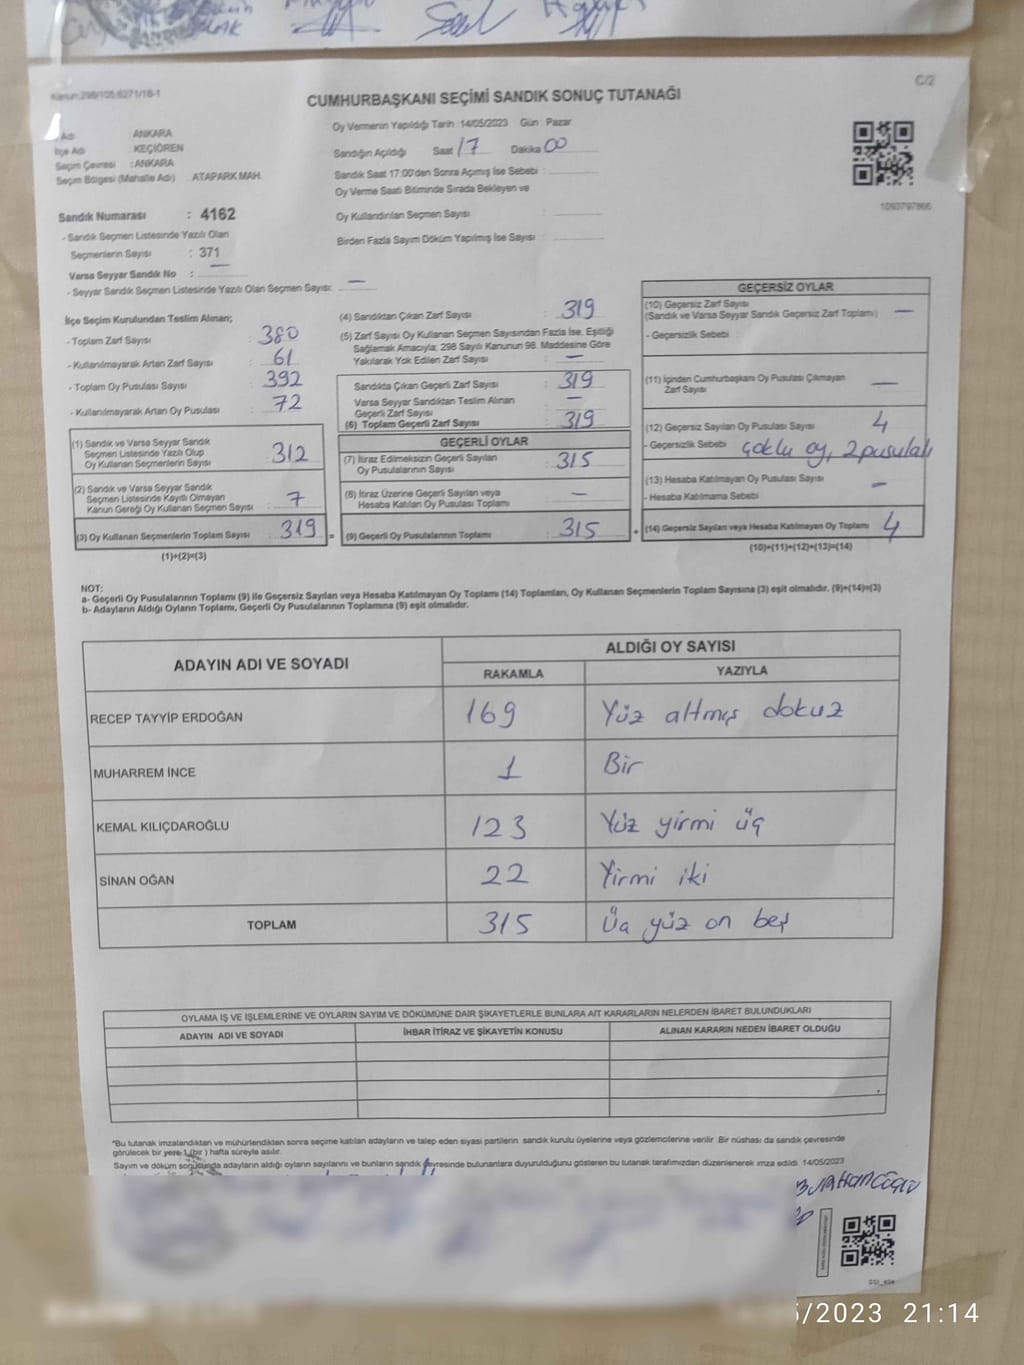 Kanun:298/105,6271/18-1
C/2
CUMHURBAŞKANI SEÇİMİ SANDIK SONUÇ TUTANAĞI
Adı ANKARA
İlçe Adı KEÇİÖREN
Seçim Çevresi : ANKARA
Seçim Bölgesi (Mahalle Adı) ATAPARK MAH.
Oy Vermenin Yapıldığı Tarih :14/05/2023 Gün : Pazar
Sandığın Açıldığı Saat 17 Dakika 00
Sandık Saat 17:00'den Sonra Açımış İse Sebebi :
Oy Verme Saati Bitiminde Sırada Bekleyen ve
Oy Kullandırılan Seçmen Sayısı :
Birden Fazla Sayım Döküm Yapılmış İse Sayısı :
1093797866
Sandık Numarası : 4162
- Sandık Seçmen Listesinde Yazılı Olan
Seçmenlerin Sayısı : 371
Varsa Seyyar Sandık No : —
- Seyyar Sandık Seçmen Listesinde Yazılı Olan Seçmen Sayısı: —
İlçe Seçim Kurulundan Teslim Alınan;
- Toplam Zarf Sayısı : 380
- Kullanılmayarak Artan Zarf Sayısı : 61
- Toplam Oy Pusulası Sayısı : 392
- Kullanılmayarak Artan Oy Pusulası : 72
(1) Sandık ve Varsa Seyyar Sandık
Seçmen Listesinde Yazılı Olup
Oy Kullanan Seçmenlerin Sayısı : 312
(2) Sandık ve Varsa Seyyar Sandık
Seçmen Listesinde Kayıtlı Olmayan
Kanun Gereği Oy Kullanan Seçmen Sayısı : 7
(3) Oy Kullanan Seçmenlerin Toplam Sayısı : 319
(1)+(2)=(3)
(4) Sandıktan Çıkan Zarf Sayısı : 319
(5) Zarf Sayısı Oy Kullanan Seçmen Sayısından Fazla İse, Eşitliği
Sağlamak Amacıyla; 298 Sayılı Kanunun 98. Maddesine Göre
Yakılarak Yok Edilen Zarf Sayısı : —
Sandıkta Çıkan Geçerli Zarf Sayısı : 319
Varsa Seyyar Sandıktan Teslim Alınan
Geçerli Zarf Sayısı : —
(6) Toplam Geçerli Zarf Sayısı : 319
GEÇERLİ OYLAR
(7) İtiraz Edilmeksizin Geçerli Sayılan
Oy Pusulalarının Sayısı : 315
(8) İtiraz Üzerine Geçerli Sayılan veya
Hesaba Katılan Oy Pusulası Toplamı : —
= (9) Geçerli Oy Pusulalarının Toplamı : 315
GEÇERSİZ OYLAR
(10) Geçersiz Zarf Sayısı
(Sandık ve Varsa Seyyar Sandık Geçersiz Zarf Toplamı) : —
- Geçersizlik Sebebi :
(11) İçinden Cumhurbaşkanı Oy Pusulası Çıkmayan
Zarf Sayısı : —
(12) Geçersiz Sayılan Oy Pusulası Sayısı : 4
- Geçersizlik Sebebi : çoklu oy, 2 pusulalı
(13) Hesaba Katılmayan Oy Pusulası Sayısı : —
- Hesaba Katılmama Sebebi :
+ (14) Geçersiz Sayılan veya Hesaba Katılmayan Oy Toplamı : 4
(10)+(11)+(12)+(13)=(14)
NOT:
a- Geçerli Oy Pusulalarının Toplamı (9) ile Geçersiz Sayılan veya Hesaba Katılmayan Oy Toplamı (14) Toplamları, Oy Kullanan Seçmenlerin Toplam Sayısına (3) eşit olmalıdır. (9)+(14)=(3)
b- Adayların Aldığı Oyların Toplamı, Geçerli Oy Pusulalarının Toplamına (9) eşit olmalıdır.
ADAYIN ADI VE SOYADI ALDIĞI OY SAYISI
RAKAMLA YAZIYLA
RECEP TAYYİP ERDOĞAN 169 Yüz altmış dokuz
MUHARREM İNCE 1 Bir
KEMAL KILIÇDAROĞLU 123 Yüz yirmi üç
SİNAN OĞAN 22 Yirmi iki
TOPLAM 315 Üç yüz on beş
OYLAMA İŞ VE İŞLEMLERİNE VE OYLARIN SAYIM VE DÖKÜMÜNE DAİR ŞİKAYETLERLE BUNLARA AİT KARARLARIN NELERDEN İBARET BULUNDUKLARI
ADAYIN ADI VE SOYADI İHBAR İTİRAZ VE ŞİKAYETİN KONUSU ALINAN KARARIN NEDEN İBARET OLDUĞU
*Bu tutanak imzalandıktan ve mühürlendikten sonra seçime katılan adayların ve talep eden siyasi partilerin sandık kurulu üyelerine veya gözlemcilerine verilir. Bir nüshası da sandık çevresinde
görülecek bir yere 1 (bir ) hafta süreyle asılır.
Sayım ve döküm sonucunda adayların aldığı oyların sayılarını ve bunların sandık çevresinde bulunanlara duyurulduğunu gösteren bu tutanak tarafımızdan düzenlenerek imza edildi. 14/05/2023
5/2023 21:14